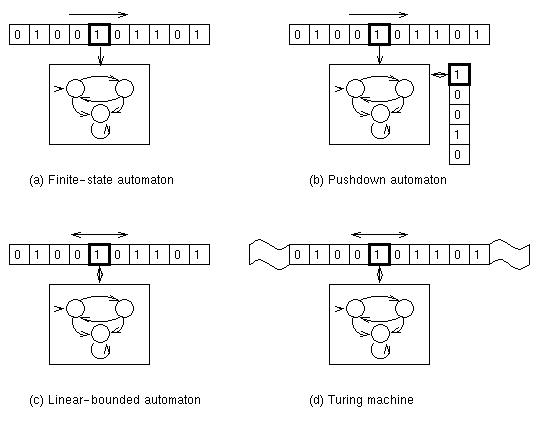 0 1 0 0 1 0 1 1 0 1
0 1 0 0 1 0 1 1 0 1
1
0
0
1
0
(a) Finite-state automaton
(b) Pushdown automaton
0 1 0 0 1 0 1 1 0 1
0 1 0 0 1 0 1 1 0 1
(c) Linear-bounded automaton
(d) Turing machine